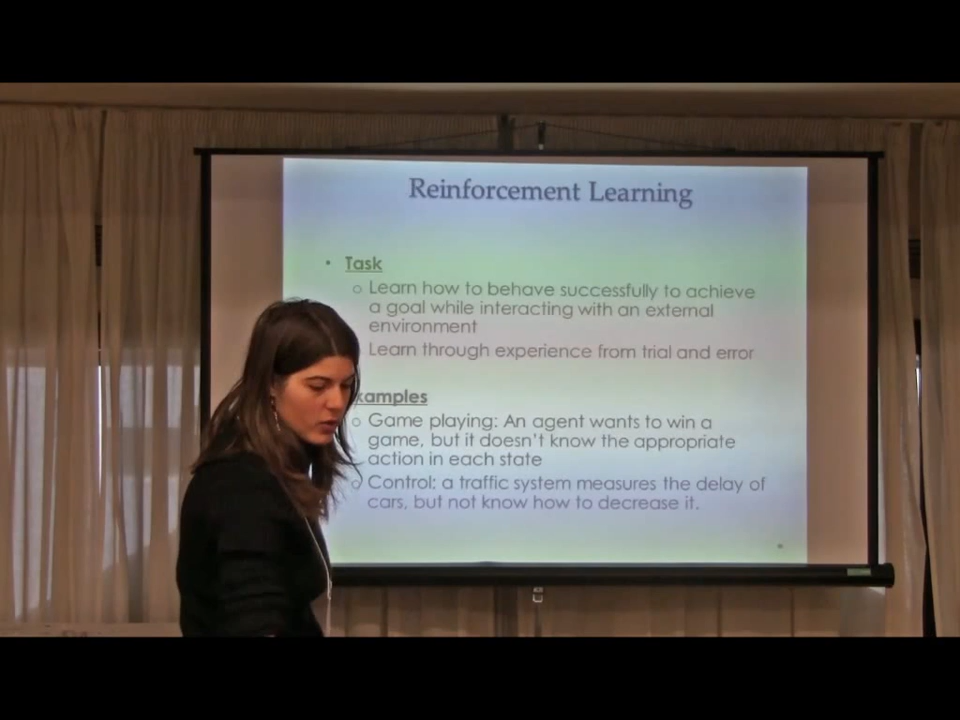 Reinforcement Learning
• Task
o Learn how to behave successfully to achieve
a goal while interacting with an external
environment
Learn through experience from trial and error
xamples
o Game playing: An agent wants to win a
game, but it doesn't know the appropriate
action in each state
o Control: a traffic system measures the delay of
cars, but not know how to decrease it.